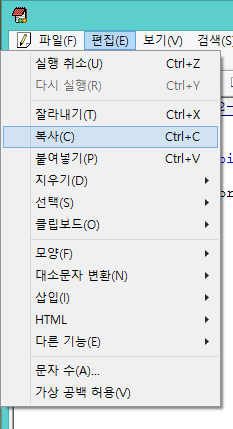 파일(F) 편집(E) 보기(V) 검색(S)
실행 취소(U) Ctrl+Z
다시 실행(R) Ctrl+Y
잘라내기(T) Ctrl+X
복사(C) Ctrl+C
붙여넣기(P) Ctrl+V
지우기(D)
선택(S)
클립보드(O)
모양(F)
대소문자 변환(N)
삽입(I)
HTML
다른 기능(E)
문자 수(A)...
가상 공백 허용(V)